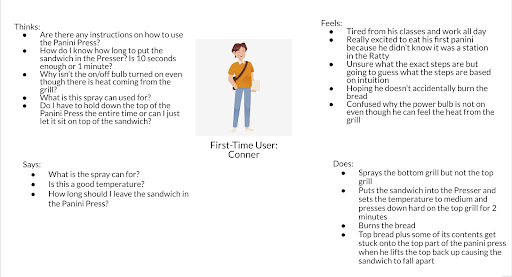 Thinks:
● Are there any instructions on how to use
the Panini Press?
● How do I know how long to put the
sandwich in the Presser? Is 10 seconds
enough or 1 minute?
● Why isn't the on/off bulb turned on even
though there is heat coming from the
grill?
● What is this spray can used for?
● Do I have to hold down the top of the
Panini Press the entire time or can I just
let it sit on top of the sandwich?
Feels:
● Tired from his classes and work all day
● Really excited to eat his first panini
because he didn't know it was a station
in the Ratty
● Unsure what the exact steps are but
going to guess what the steps are based
on intuition
● Hoping he doesn't accidentally burn the
bread
● Confused why the power bulb is not on
even though he can feel the heat from the
grill
First-Time User:
Conner
Says:
● What is the spray can for?
● Is this a good temperature?
● How long should I leave the sandwich in
the Panini Press?
Does:
● Sprays the bottom grill but not the top
grill
● Puts the sandwich into the Presser and
sets the temperature to medium and
presses down hard on the top grill for 2
minutes
● Burns the bread
● Top bread plus some of its contents get
stuck onto the top part of the panini press
when he lifts the top back up causing the
sandwich to fall apart